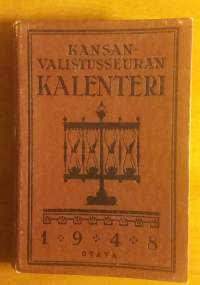 KANSAN-
VALISTUSSEURAN
KALENTERI
1 9 4 8
OTAVA